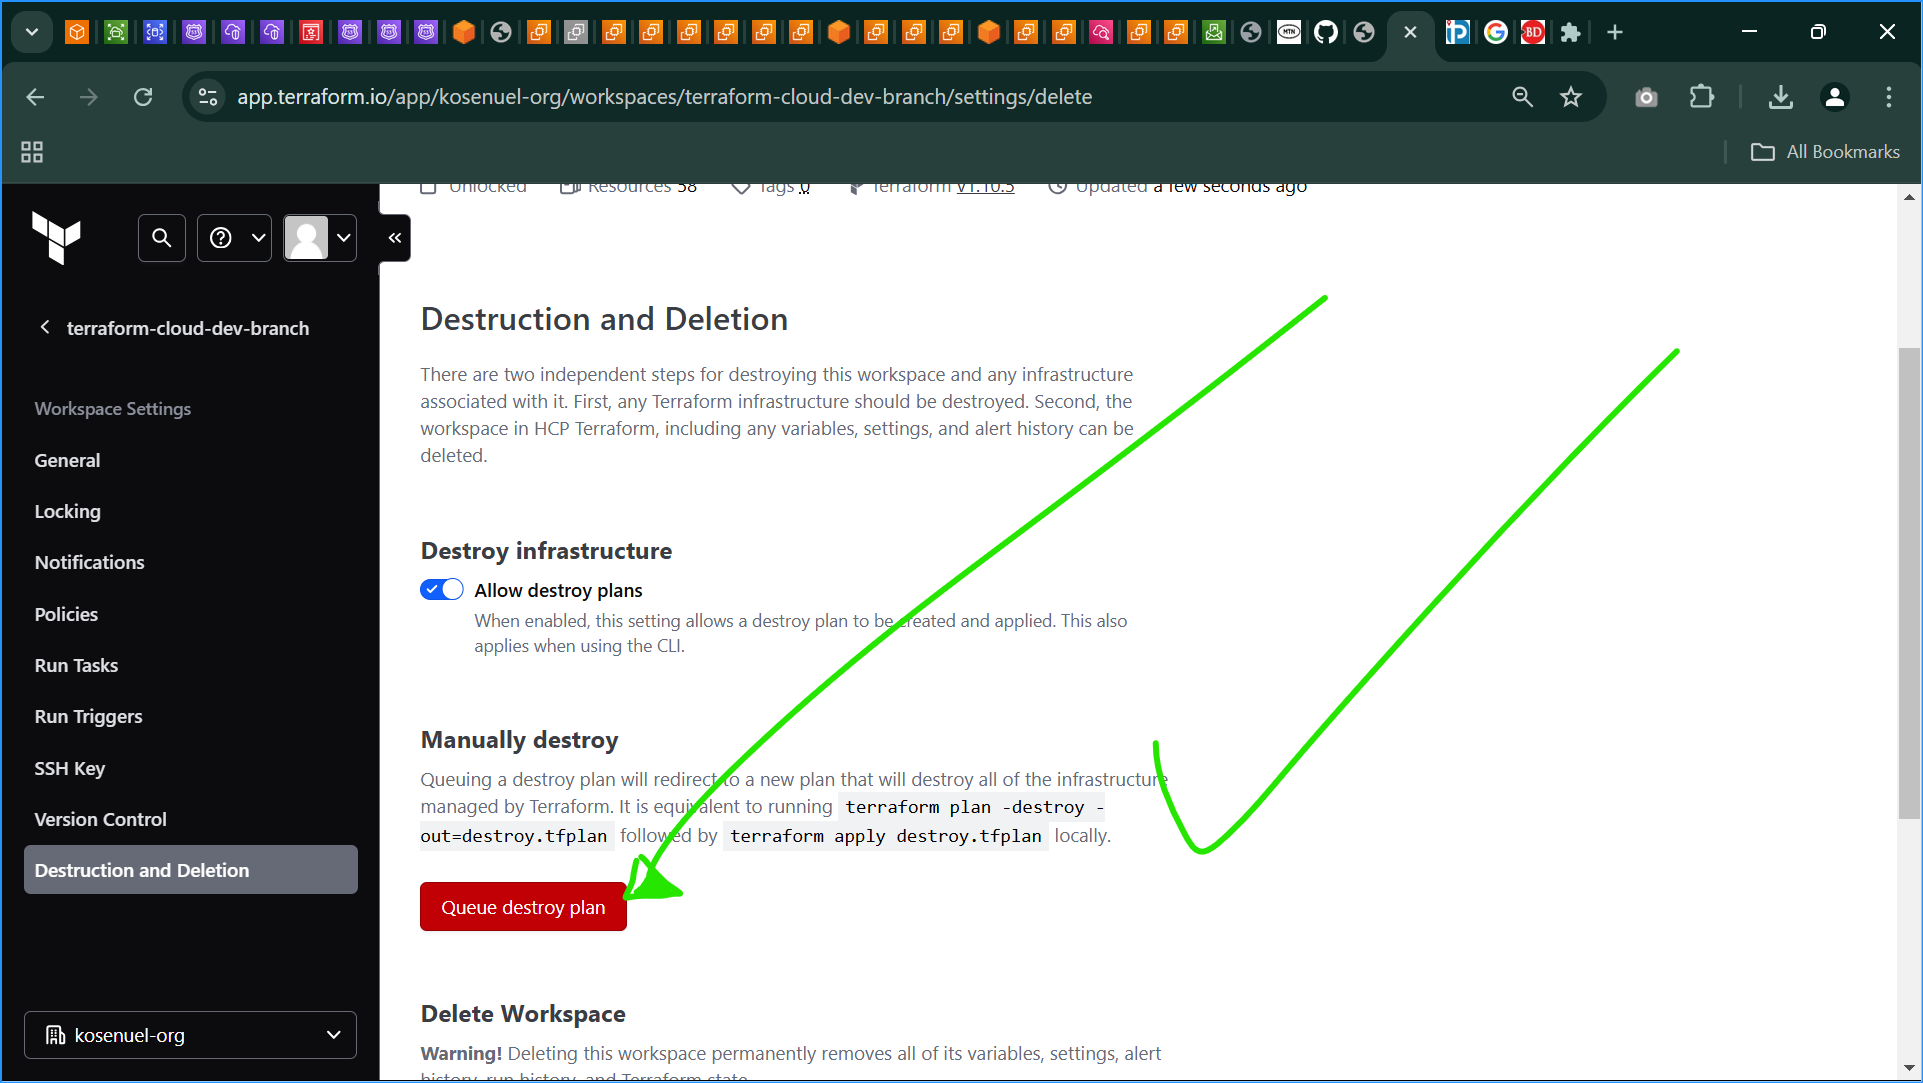 MTN
BD
app.terraform.io/app/kosenuel-org/workspaces/terraform-cloud-dev-branch/settings/delete
All Bookmarks
Unlocked Resources 58 Tags 0 Terraform v1.10.5 Updated a few seconds ago
terraform-cloud-dev-branch
Workspace Settings
General
Locking
Notifications
Policies
Run Tasks
Run Triggers
SSH Key
Version Control
Destruction and Deletion
kosenuel-org
Destruction and Deletion
There are two independent steps for destroying this workspace and any infrastructure
associated with it. First, any Terraform infrastructure should be destroyed. Second, the
workspace in HCP Terraform, including any variables, settings, and alert history can be
deleted.
Destroy infrastructure
Allow destroy plans
When enabled, this setting allows a destroy plan to be created and applied. This also
applies when using the CLI.
Manually destroy
Queuing a destroy plan will redirect to a new plan that will destroy all of the infrastructure
managed by Terraform. It is equivalent to running terraform plan -destroy -
out=destroy.tfplan followed by terraform apply destroy.tfplan locally.
Queue destroy plan
Delete Workspace
Warning! Deleting this workspace permanently removes all of its variables, settings, alert
history, run history, and Terraform state.